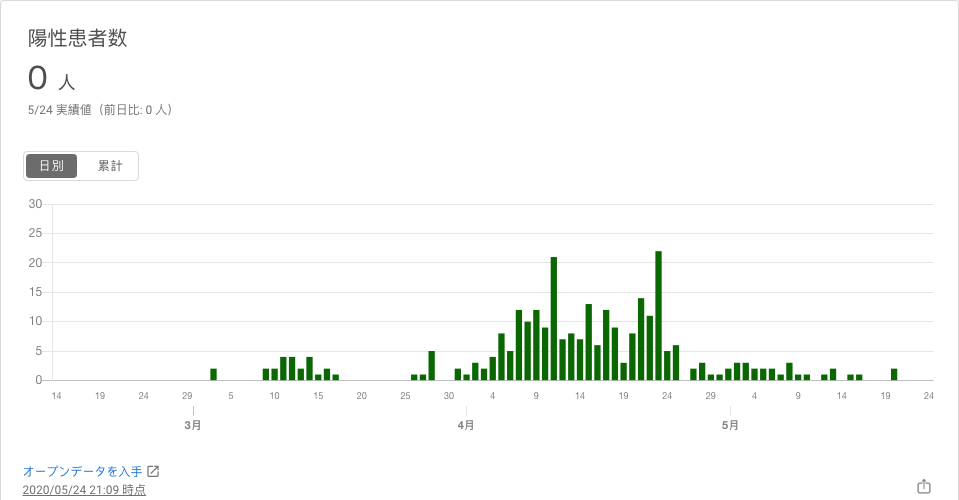 陽性患者数
0 人
5/24 実績値（前日比: 0 人）
日別 累計
30
25
20
15
10
5
0
14 19 24 29 5 10 15 20 25 30 4 9 14 19 24 29 4 9 14 19 24
3月 4月 5月
オープンデータを入手
2020/05/24 21:09 時点